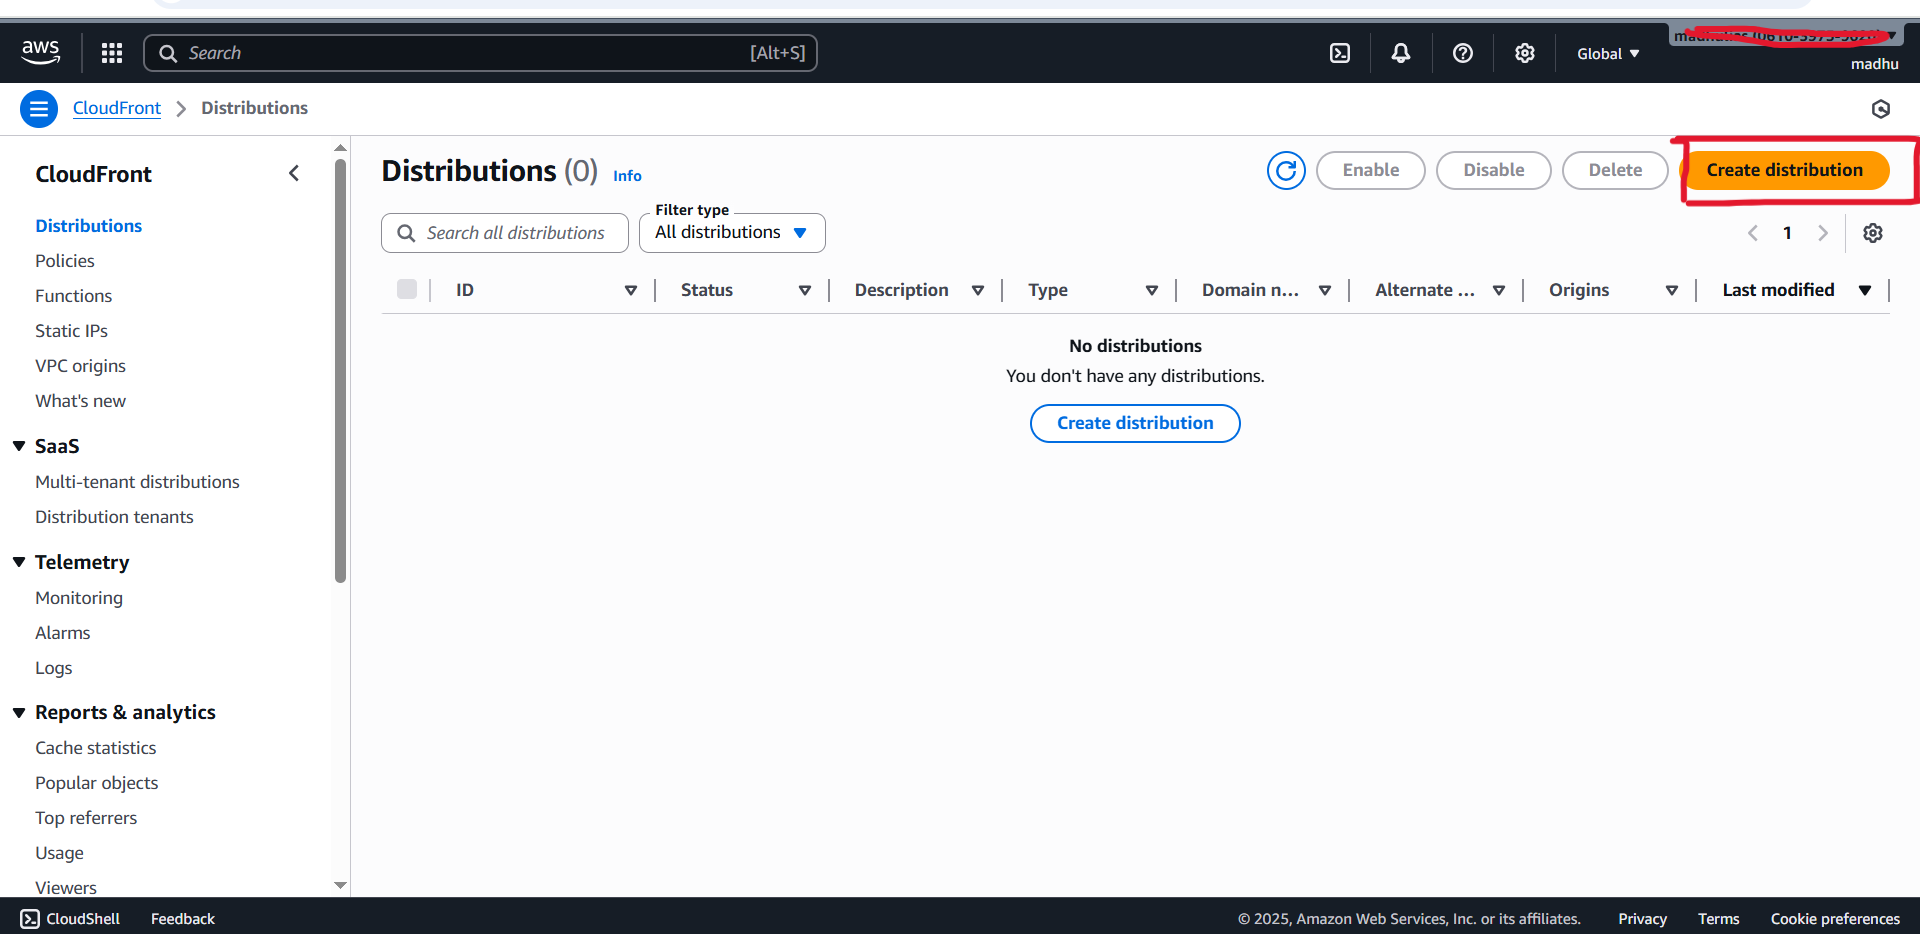 aws
Search [Alt+S]
Global
madhu
CloudFront Distributions
CloudFront
Distributions
Policies
Functions
Static IPs
VPC origins
What's new
SaaS
Multi-tenant distributions
Distribution tenants
Telemetry
Monitoring
Alarms
Logs
Reports & analytics
Cache statistics
Popular objects
Top referrers
Usage
Viewers
Distributions (0) Info
Enable Disable Delete Create distribution
Search all distributions
Filter type
All distributions
1
ID Status Description Type Domain n... Alternate ... Origins Last modified
No distributions
You don't have any distributions.
Create distribution
CloudShell Feedback
© 2025, Amazon Web Services, Inc. or its affiliates. Privacy Terms Cookie preferences